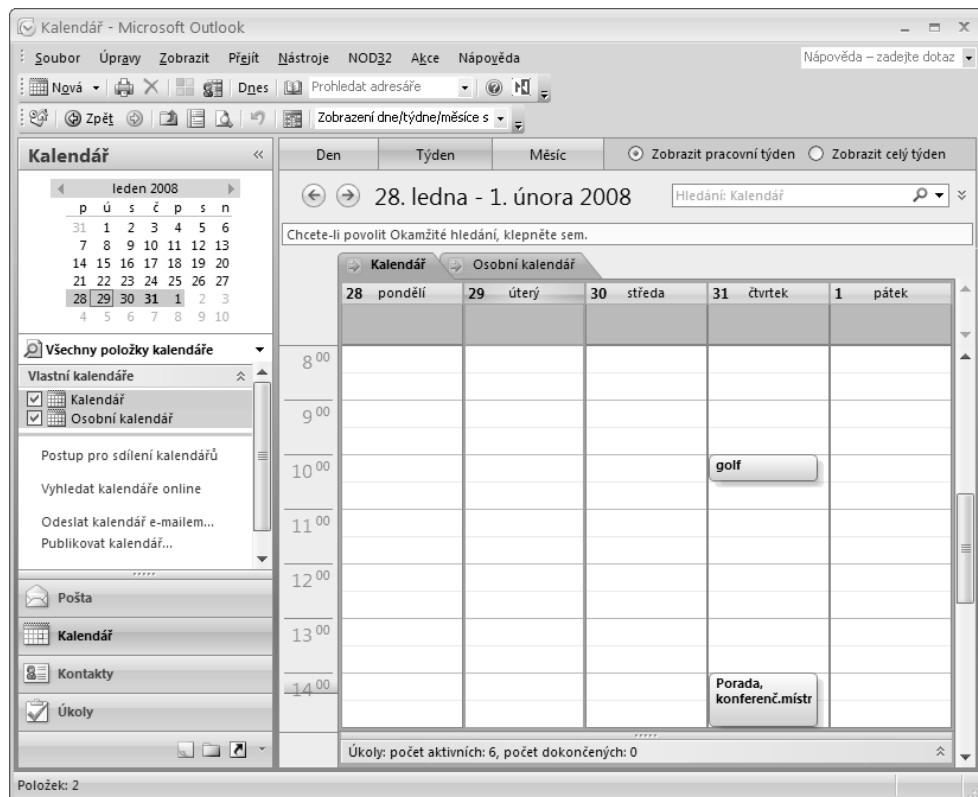 Kalendář - Microsoft Outlook
Soubor Úpravy Zobrazit Přejít Nástroje NOD32 Akce Nápověda Nápověda – zadejte dotaz
Nová Dnes Prohledat adresáře
Zpět Zobrazení dne/týdne/měsíce s
Kalendář «
leden 2008
p ú s č p s n
31 1 2 3 4 5 6
7 8 9 10 11 12 13
14 15 16 17 18 19 20
21 22 23 24 25 26 27
28 29 30 31 1 2 3
4 5 6 7 8 9 10
Všechny položky kalendáře
Vlastní kalendáře
Kalendář
Osobní kalendář
Postup pro sdílení kalendářů
Vyhledat kalendáře online
Odeslat kalendář e-mailem...
Publikovat kalendář...
Pošta
Kalendář
Kontakty
Úkoly
Den Týden Měsíc Zobrazit pracovní týden Zobrazit celý týden
28. ledna - 1. února 2008 Hledání: Kalendář
Chcete-li povolit Okamžité hledání, klepněte sem.
Kalendář Osobní kalendář
28 pondělí 29 úterý 30 středa 31 čtvrtek 1 pátek
8 00
9 00
10 00 golf
11 00
12 00
13 00
14 00 Porada,
konferenč.místr
Úkoly: počet aktivních: 6, počet dokončených: 0
Položek: 2